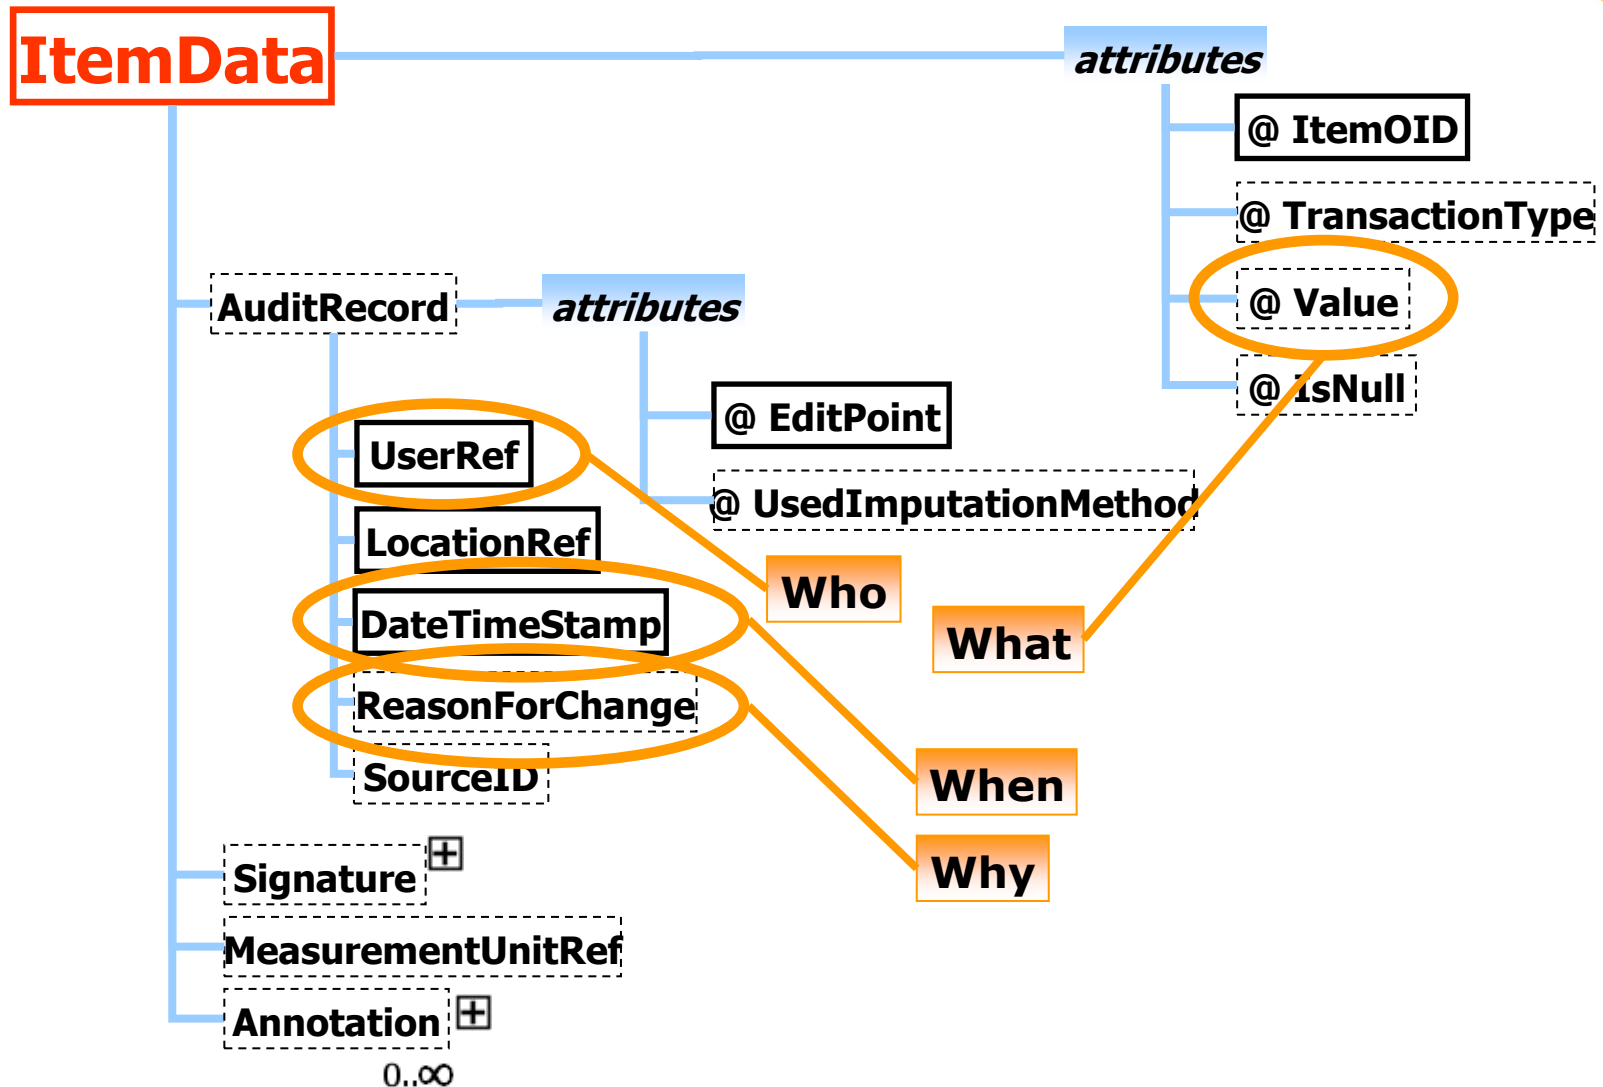 ItemData
attributes
@ ItemOID
@ TransactionType
@ Value
@ IsNull
AuditRecord
attributes
@ EditPoint
@ UsedImputationMethod
UserRef
LocationRef
DateTimeStamp
ReasonForChange
SourceID
Who
What
When
Why
Signature
MeasurementUnitRef
Annotation
0..∞